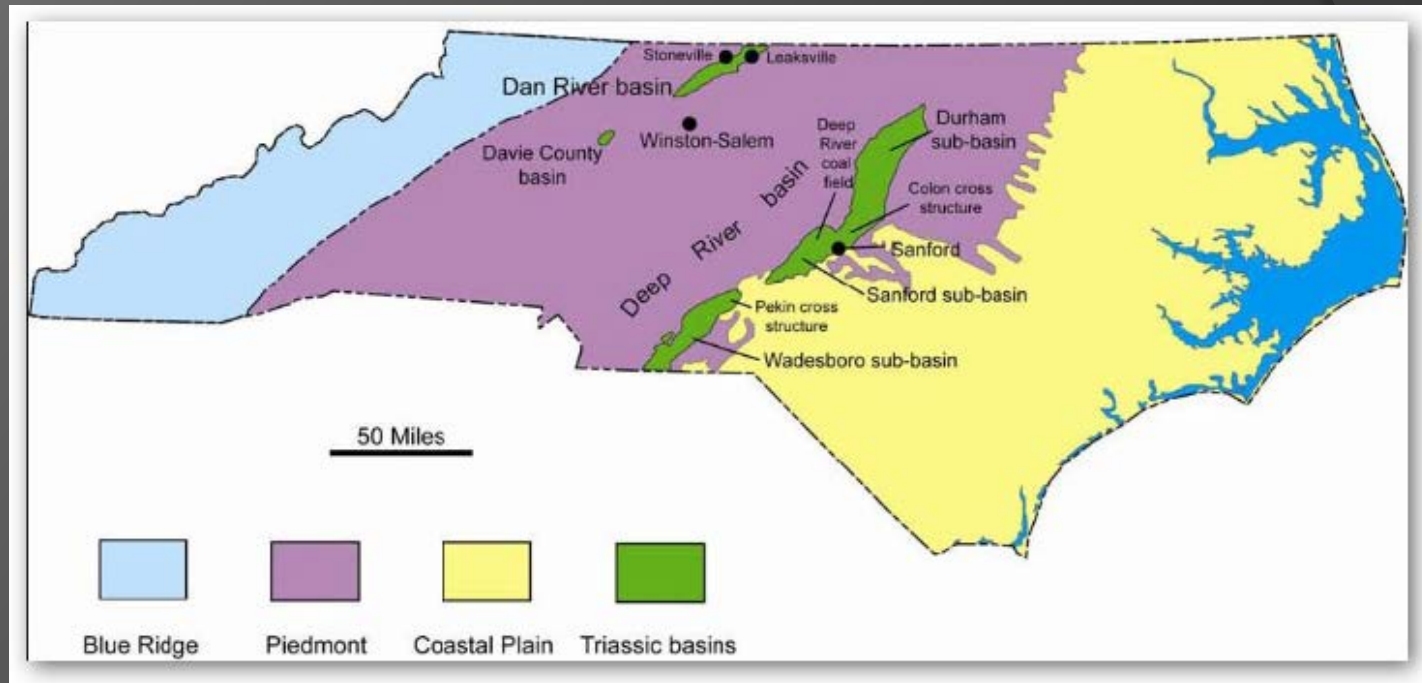 Stoneville
Leaksville
Dan River basin
Winston-Salem
Davie County
basin
Deep
River
coal
field
Durham
sub-basin
Colon cross
structure
Deep River basin
Sanford
Sanford sub-basin
Pekin cross
structure
Wadesboro sub-basin
50 Miles
Blue Ridge
Piedmont
Coastal Plain
Triassic basins